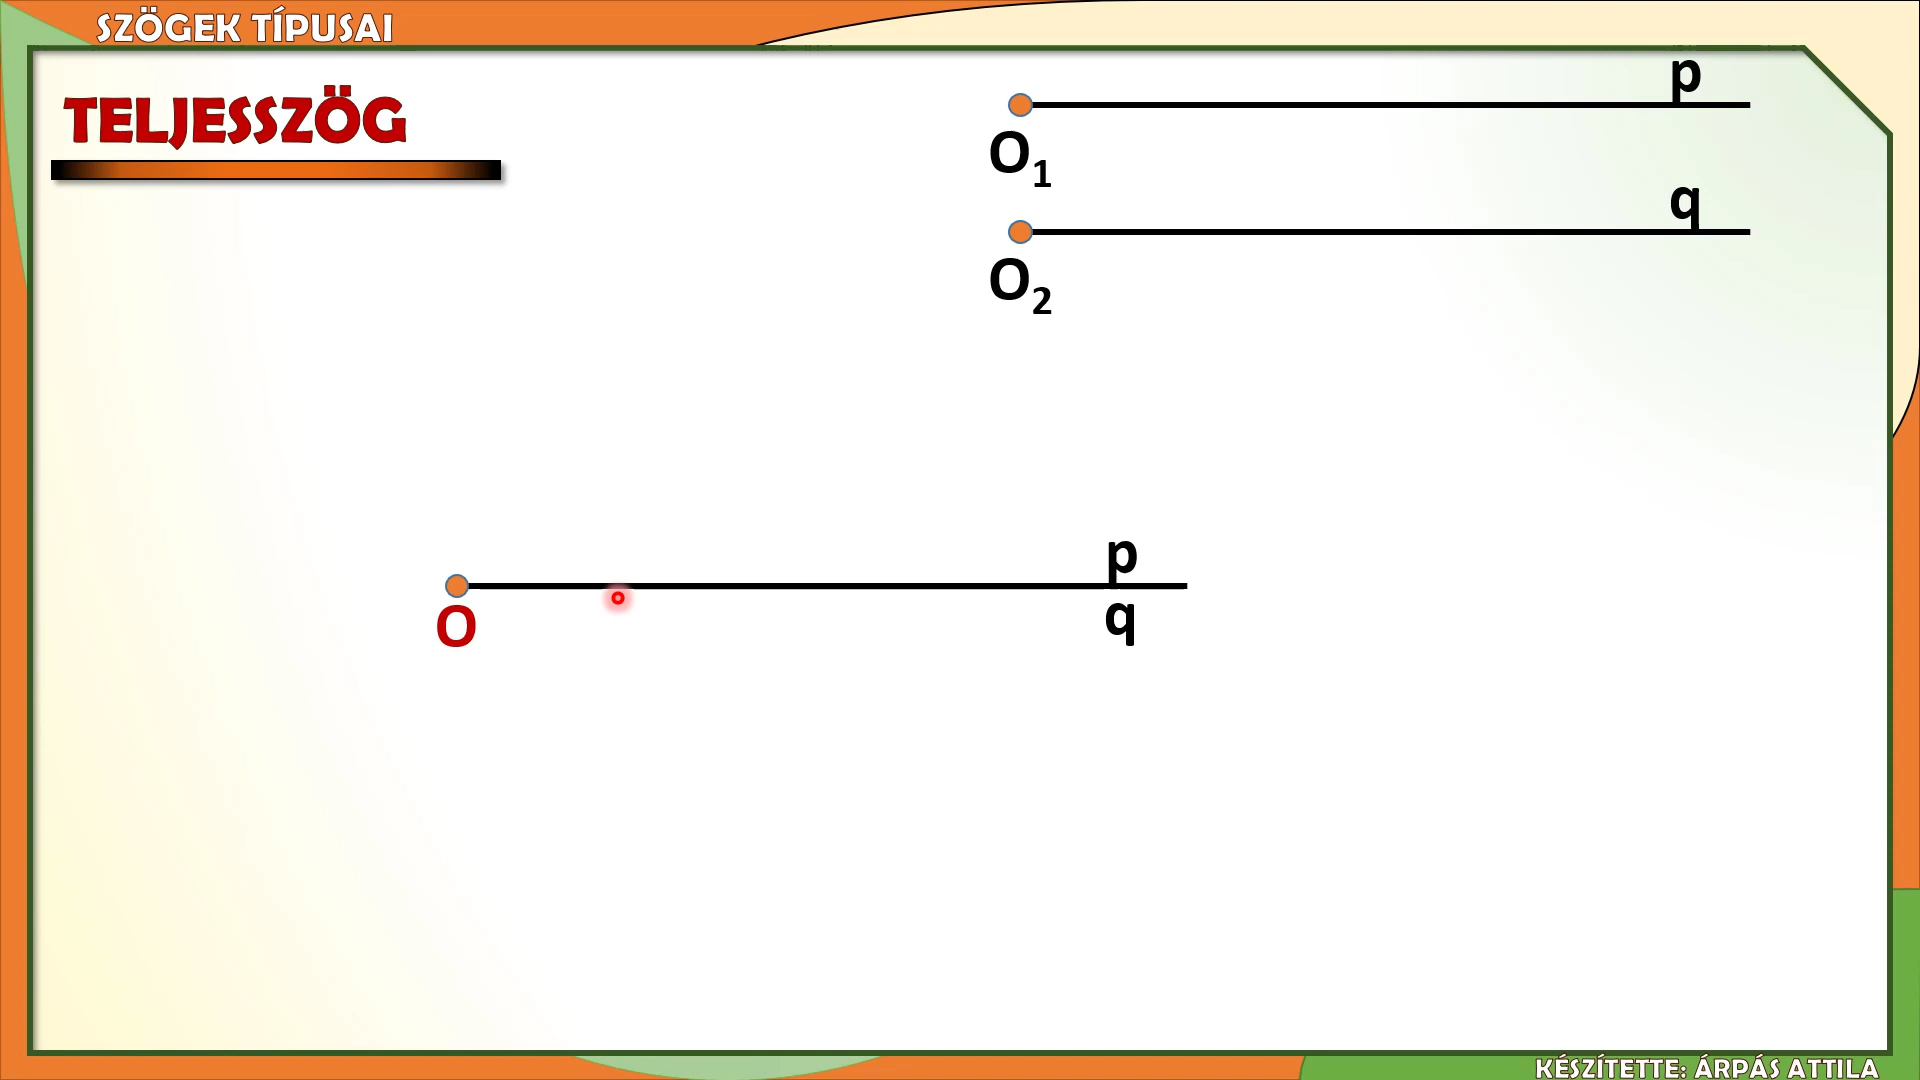 SZÖGEK TÍPUSAI
TELJESSZÖG
p
O₁
q
O₂
p
O
q
KÉSZÍTETTE: ÁRPÁS ATTILA